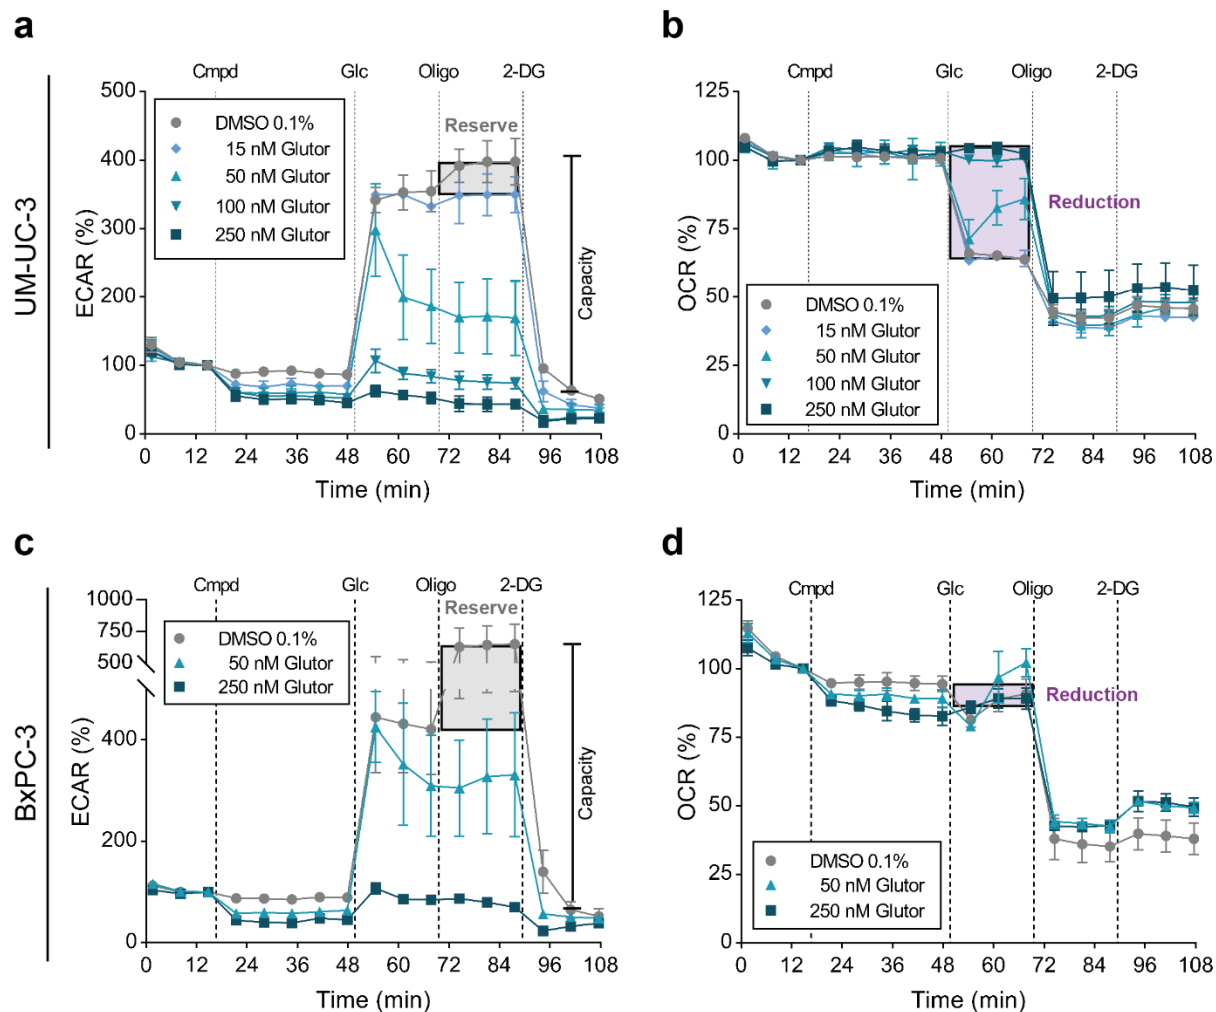 a
UM-UC-3
Cmpd Glc Oligo 2-DG
500
400
300
200
100
0
ECAR (%)
DMSO 0.1%
15 nM Glutor
50 nM Glutor
100 nM Glutor
250 nM Glutor
Reserve
Capacity
0 12 24 36 48 60 72 84 96 108
Time (min)
b
Cmpd Glc Oligo 2-DG
125
100
75
50
25
0
OCR (%)
Reduction
DMSO 0.1%
15 nM Glutor
50 nM Glutor
100 nM Glutor
250 nM Glutor
0 12 24 36 48 60 72 84 96 108
Time (min)
c
BxPC-3
Cmpd Glc Oligo 2-DG
1000
750
500
400
200
0
ECAR (%)
DMSO 0.1%
50 nM Glutor
250 nM Glutor
Reserve
Capacity
0 12 24 36 48 60 72 84 96 108
Time (min)
d
Cmpd Glc Oligo 2-DG
125
100
75
50
25
0
OCR (%)
Reduction
DMSO 0.1%
50 nM Glutor
250 nM Glutor
0 12 24 36 48 60 72 84 96 108
Time (min)